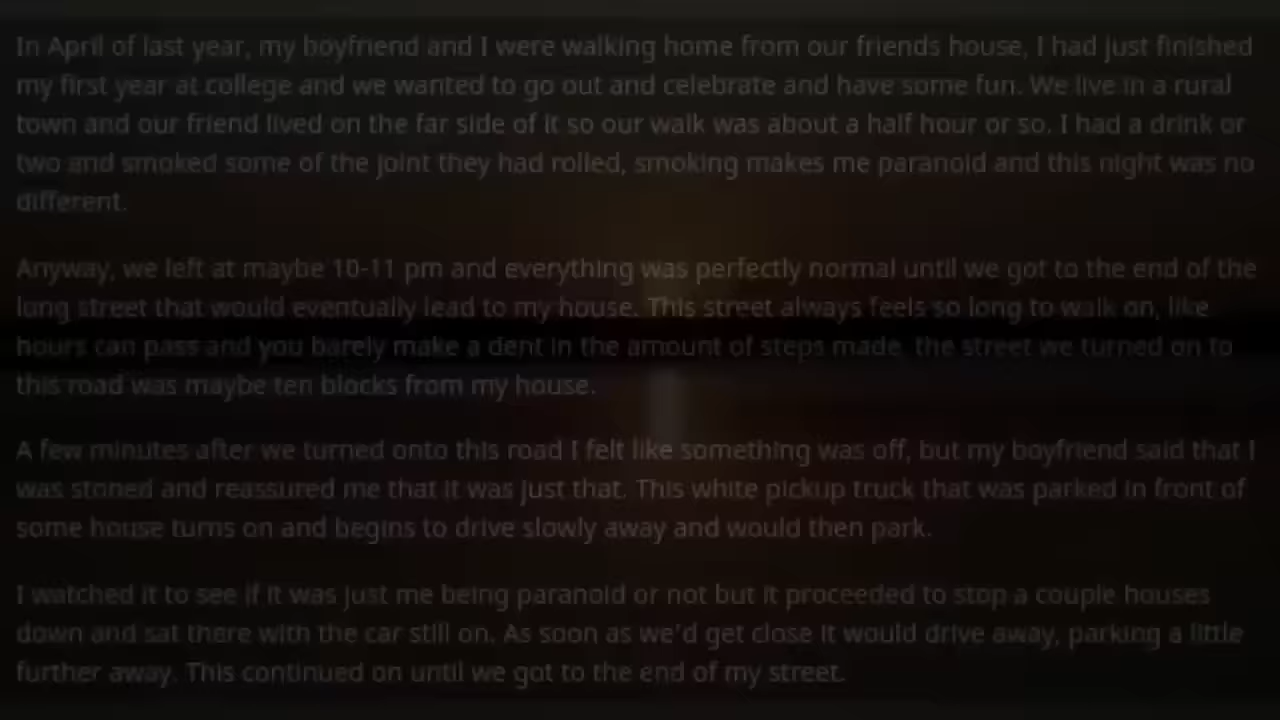 In April of last year, my boyfriend and I were walking home from our friends house, I had just finished
my first year at college and we wanted to go out and celebrate and have some fun. We live in a rural
town and our friend lived on the far side of it so our walk was about a half hour or so. I had a drink or
two and smoked some of the joint they had rolled, smoking makes me paranoid and this night was no
different.
Anyway, we left at maybe 10-11 pm and everything was perfectly normal until we got to the end of the
long street that would eventually lead to my house. This street always feels so long to walk on, like
hours can pass and you barely make a dent in the amount of steps made, the street we turned on to
this road was maybe ten blocks from my house.
A few minutes after we turned onto this road I felt like something was off, but my boyfriend said that I
was stoned and reassured me that it was just that. This white pickup truck that was parked in front of
some house turns on and begins to drive slowly away and would then park.
I watched it to see if it was just me being paranoid or not but it proceeded to stop a couple houses
down and sat there with the car still on. As soon as we'd get close it would drive away, parking a little
further away. This continued on until we got to the end of my street.